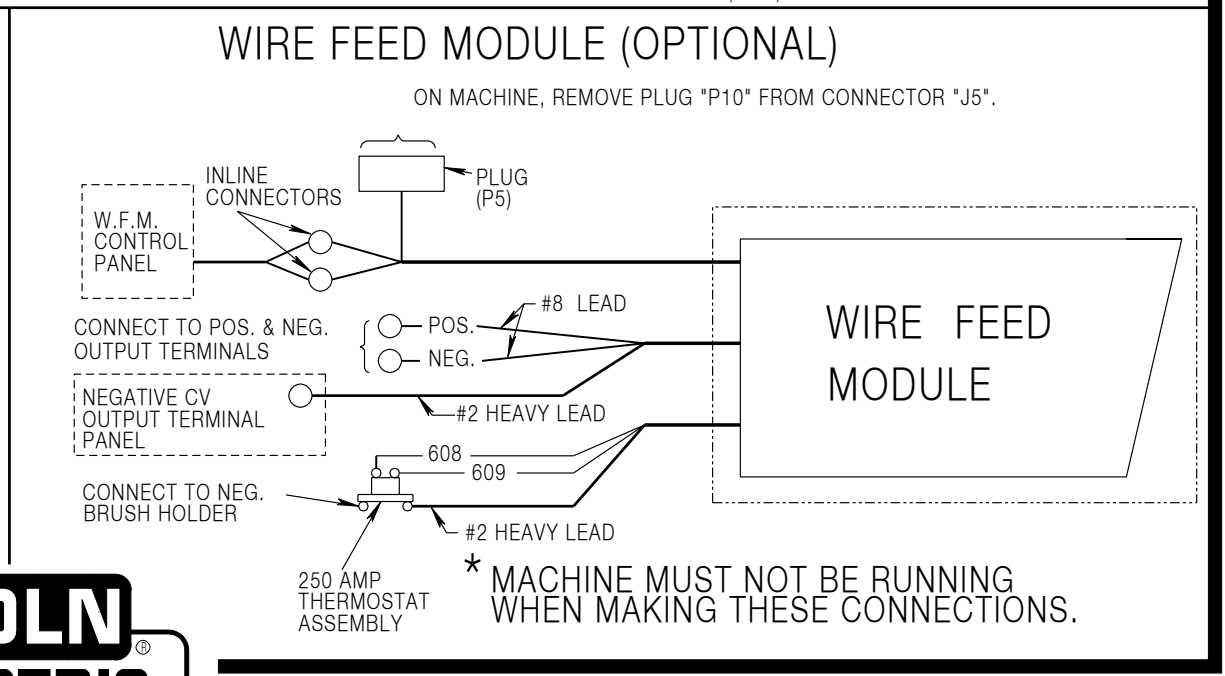 WIRE FEED MODULE (OPTIONAL)
ON MACHINE, REMOVE PLUG "P10" FROM CONNECTOR "J5".
INLINE
CONNECTORS
PLUG
(P5)
W.F.M.
CONTROL
PANEL
#8 LEAD
CONNECT TO POS. & NEG.
OUTPUT TERMINALS
POS.
NEG.
WIRE FEED
MODULE
NEGATIVE CV
OUTPUT TERMINAL
PANEL
#2 HEAVY LEAD
608
609
CONNECT TO NEG.
BRUSH HOLDER
#2 HEAVY LEAD
250 AMP
THERMOSTAT
ASSEMBLY
* MACHINE MUST NOT BE RUNNING
WHEN MAKING THESE CONNECTIONS.
OLN
®